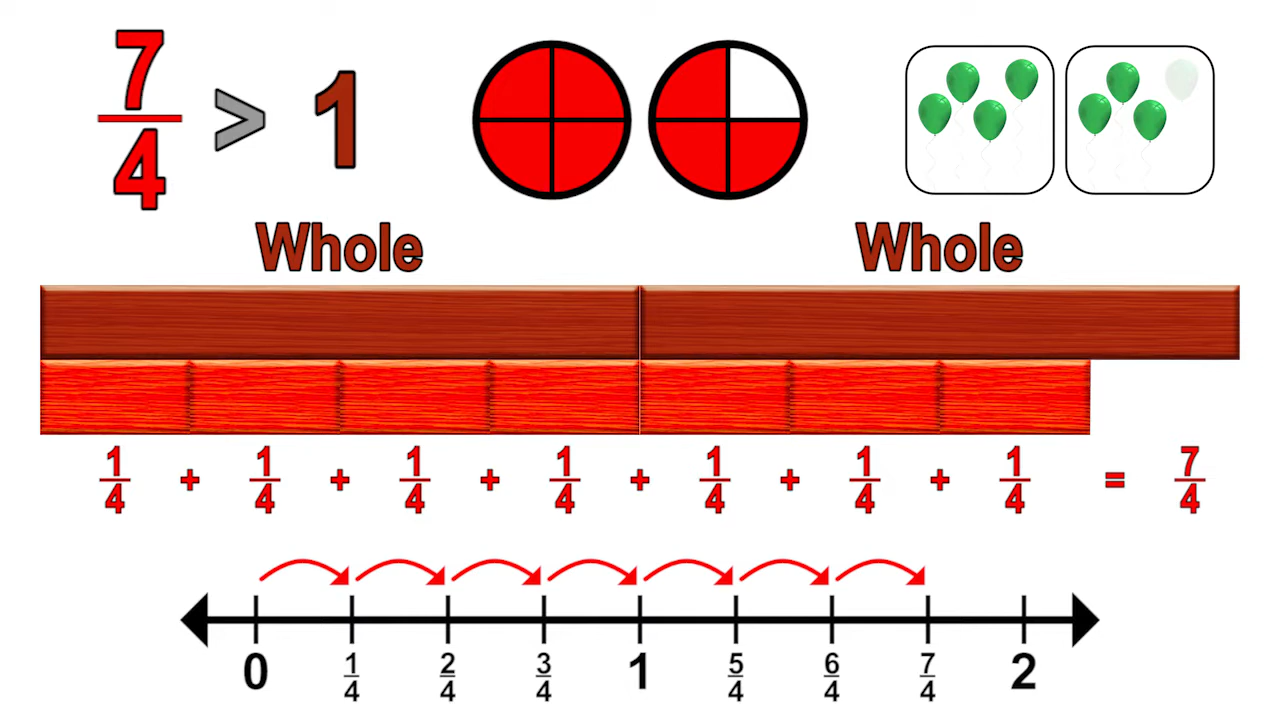 7/4 > 1
Whole Whole
1/4 + 1/4 + 1/4 + 1/4 + 1/4 + 1/4 + 1/4 = 7/4
0 1/4 2/4 3/4 1 5/4 6/4 7/4 2